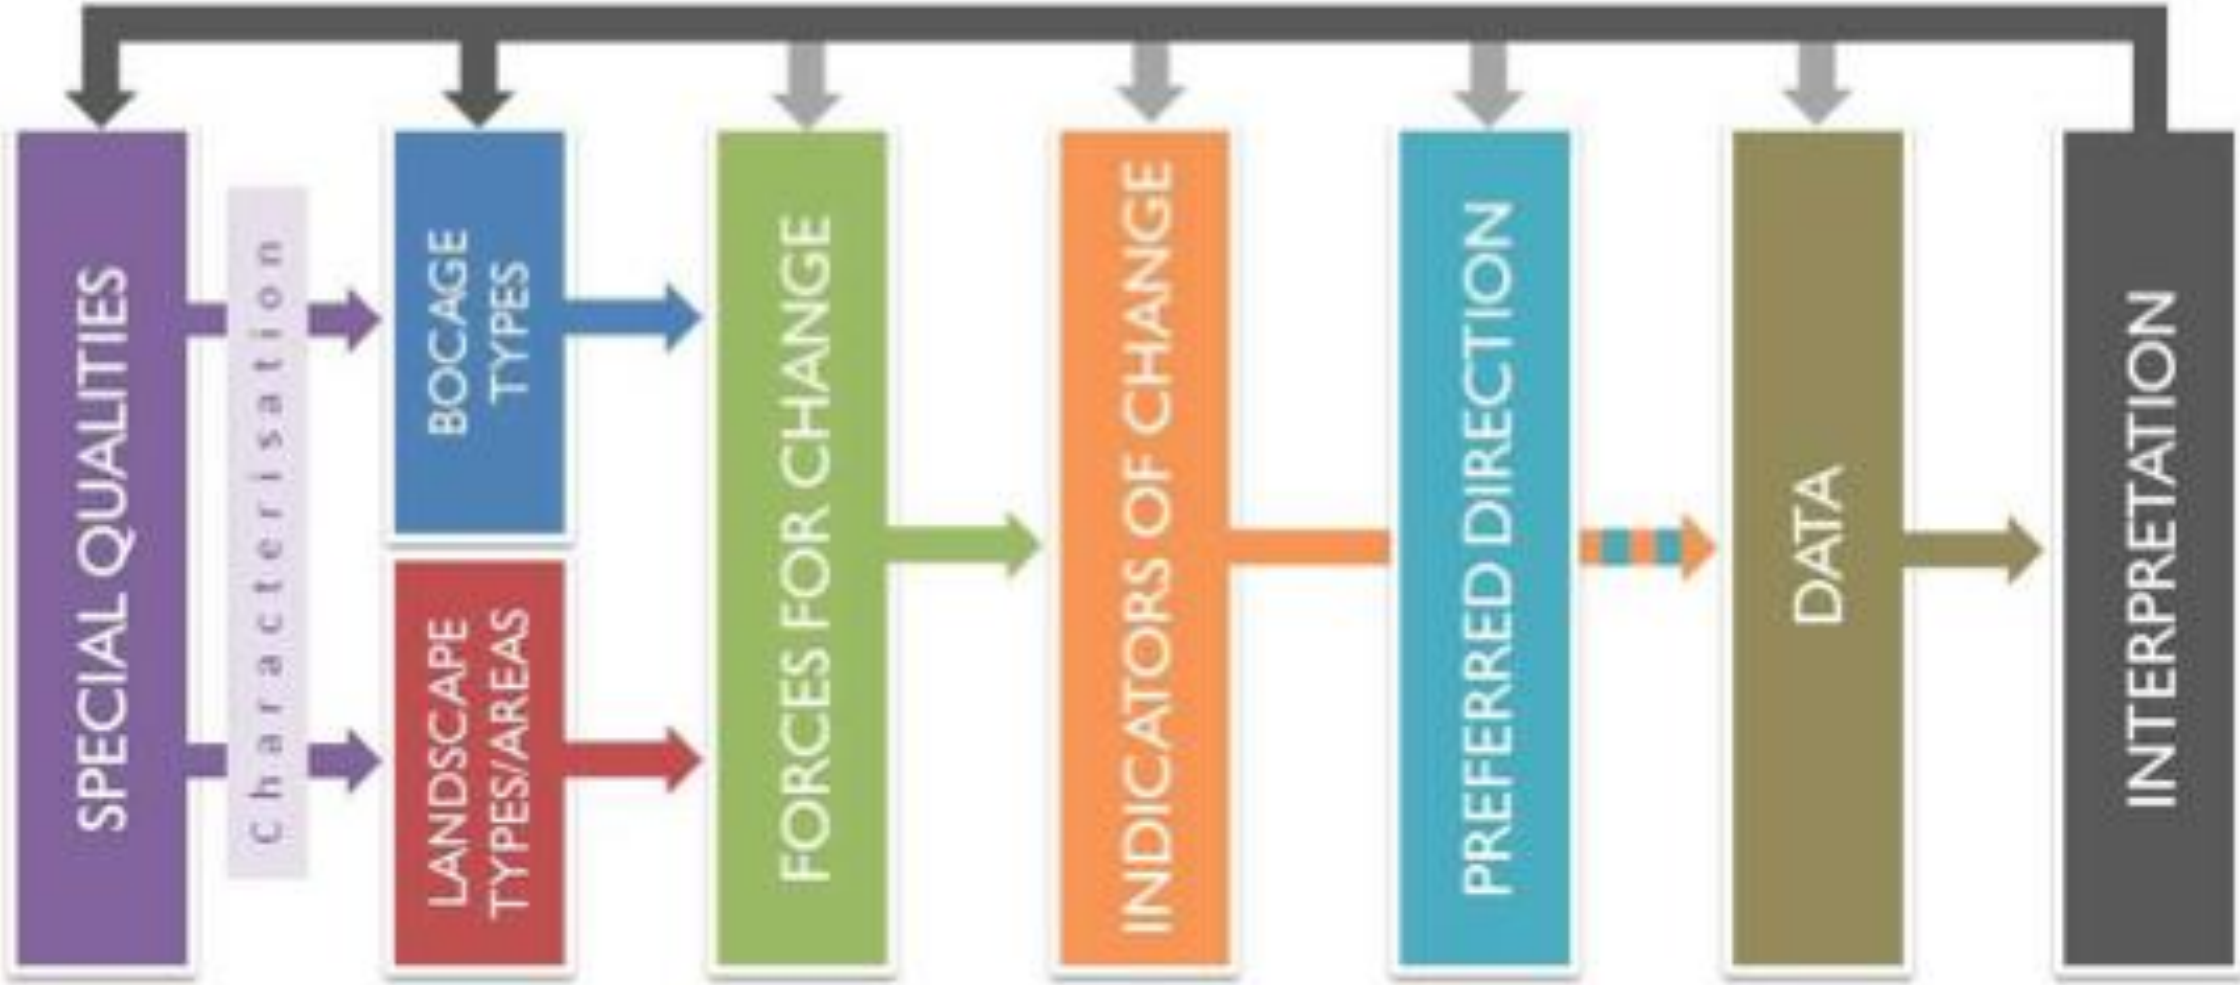 SPECIAL QUALITIES
Characterisation
BOCAGE
TYPES
LANDSCAPE
TYPES/AREAS
FORCES FOR CHANGE
INDICATORS OF CHANGE
PREFERRED DIRECTION
DATA
INTERPRETATION